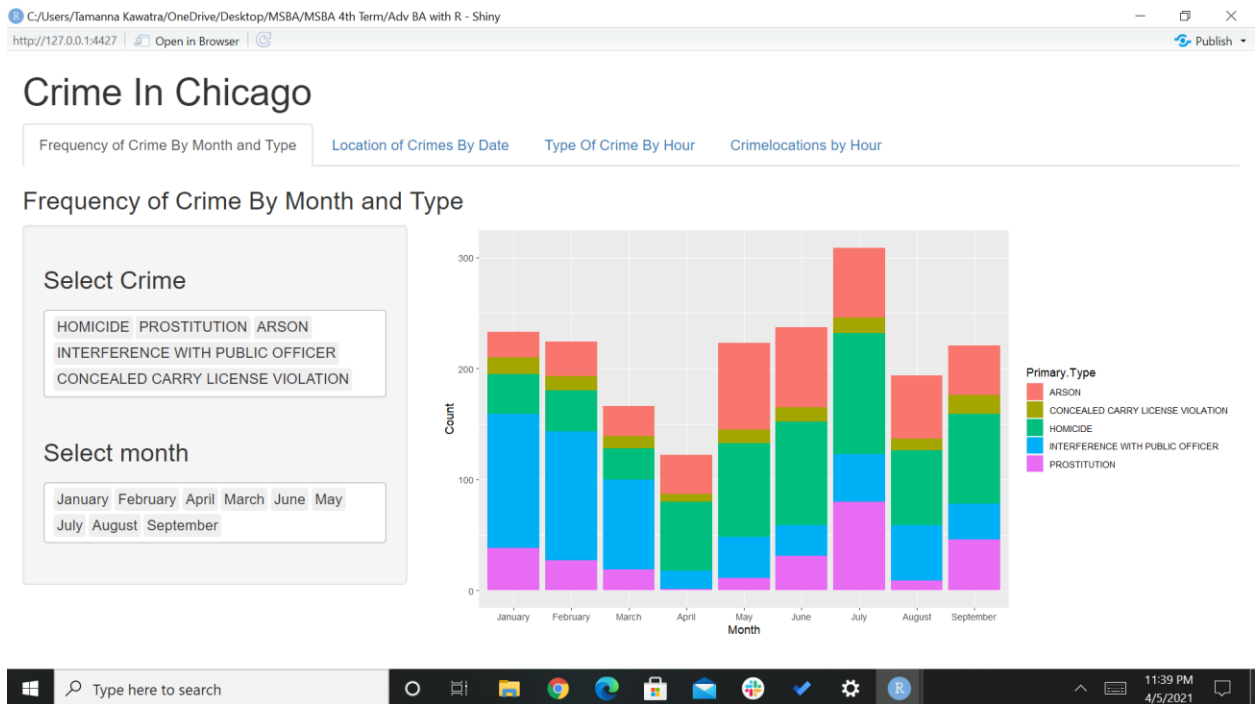 C:/Users/Tamanna Kawatra/OneDrive/Desktop/MSBA/MSBA 4th Term/Adv BA with R - Shiny
http://127.0.0.1:4427 Open in Browser Publish
Crime In Chicago
Frequency of Crime By Month and Type Location of Crimes By Date Type Of Crime By Hour Crimelocations by Hour
Frequency of Crime By Month and Type
Select Crime
HOMICIDE PROSTITUTION ARSON
INTERFERENCE WITH PUBLIC OFFICER
CONCEALED CARRY LICENSE VIOLATION
Select month
January February April March June May
July August September
Count
300
200
100
0
January February March April May June July August September
Month
Primary.Type
ARSON
CONCEALED CARRY LICENSE VIOLATION
HOMICIDE
INTERFERENCE WITH PUBLIC OFFICER
PROSTITUTION
Type here to search
R
11:39 PM
4/5/2021